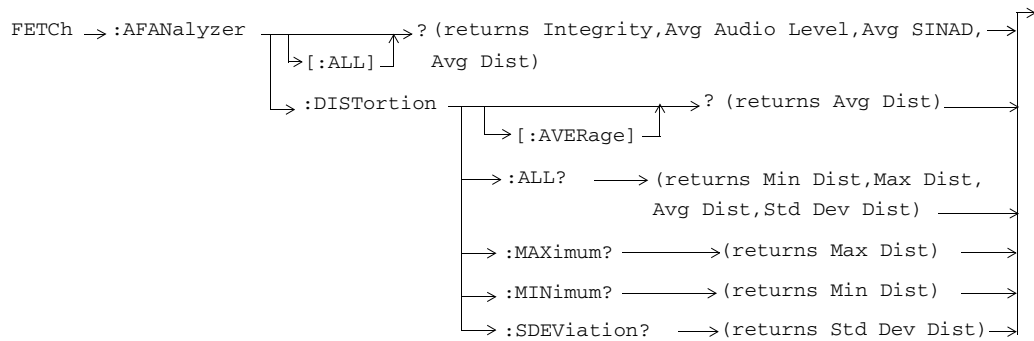 FETCh :AFANalyzer ? (returns Integrity,Avg Audio Level,Avg SINAD,
[:ALL] Avg Dist)
:DISTortion ? (returns Avg Dist)
[:AVERage]
:ALL? (returns Min Dist,Max Dist,
Avg Dist,Std Dev Dist)
:MAXimum? (returns Max Dist)
:MINimum? (returns Min Dist)
:SDEViation? (returns Std Dev Dist)